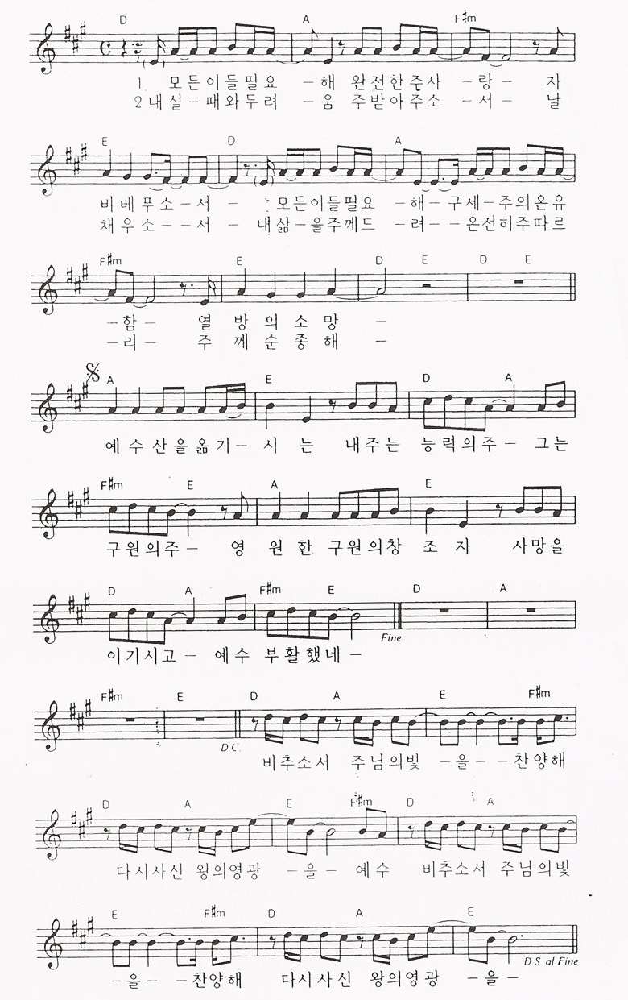 D A F#m
1. 모든이들필요 -해 완전한주사 -랑- 자
2 내실-패와두려 -움 주받아주소 -서- 날
E D A
비베푸소--서 - 모든이들필요 -해-구세-주의온유
채우소--서 - 내삶-을주께드 -려--온전히주따르
F#m E D E D E
-함- 열방의소망 -
-리- 주께순종해 -
A E D A
예수산을옮기-시는 내주는 능력의주- 그는
F#m E A E
구원의주- 영원한 구원의창조자 사망을
D A F#m E D A
Fine
이기시고- 예수 부활했네-
F#m E D A E F#m
D.C.
비추소서 주님의빛 -을--찬양해
D A E F#m D A
다시사신 왕의영광 -을- 예수 비추소서 주님의빛
E F#m D A E
D.S. al Fine
-을- -찬양해 다시사신 왕의영광 -을-